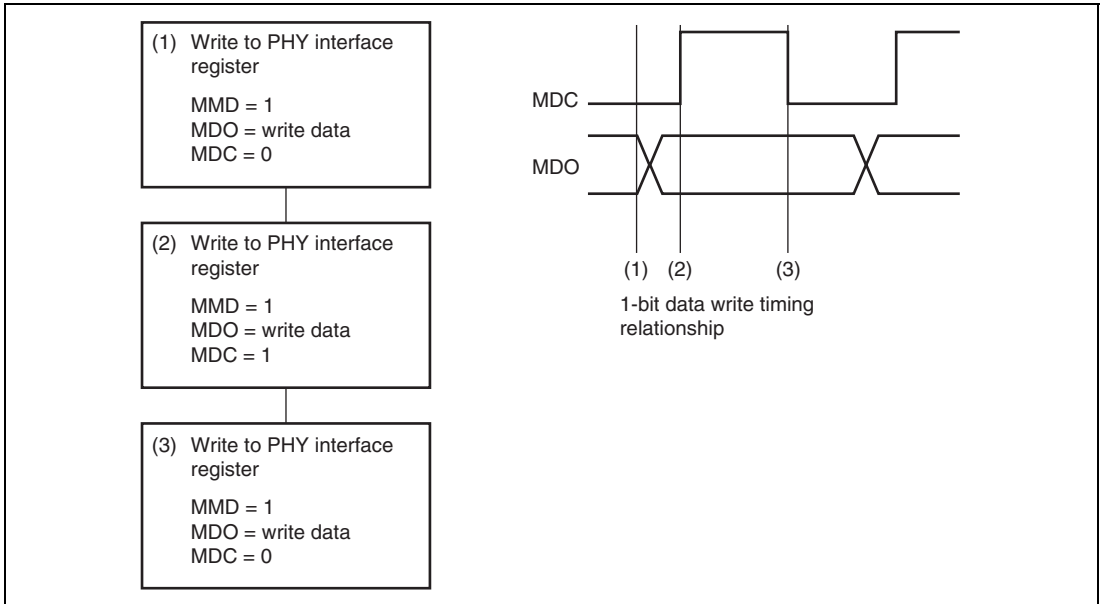 (1) Write to PHY interface
register
MMD = 1
MDO = write data
MDC = 0
(2) Write to PHY interface
register
MMD = 1
MDO = write data
MDC = 1
(3) Write to PHY interface
register
MMD = 1
MDO = write data
MDC = 0
MDC
MDO
(1) (2) (3)
1-bit data write timing
relationship